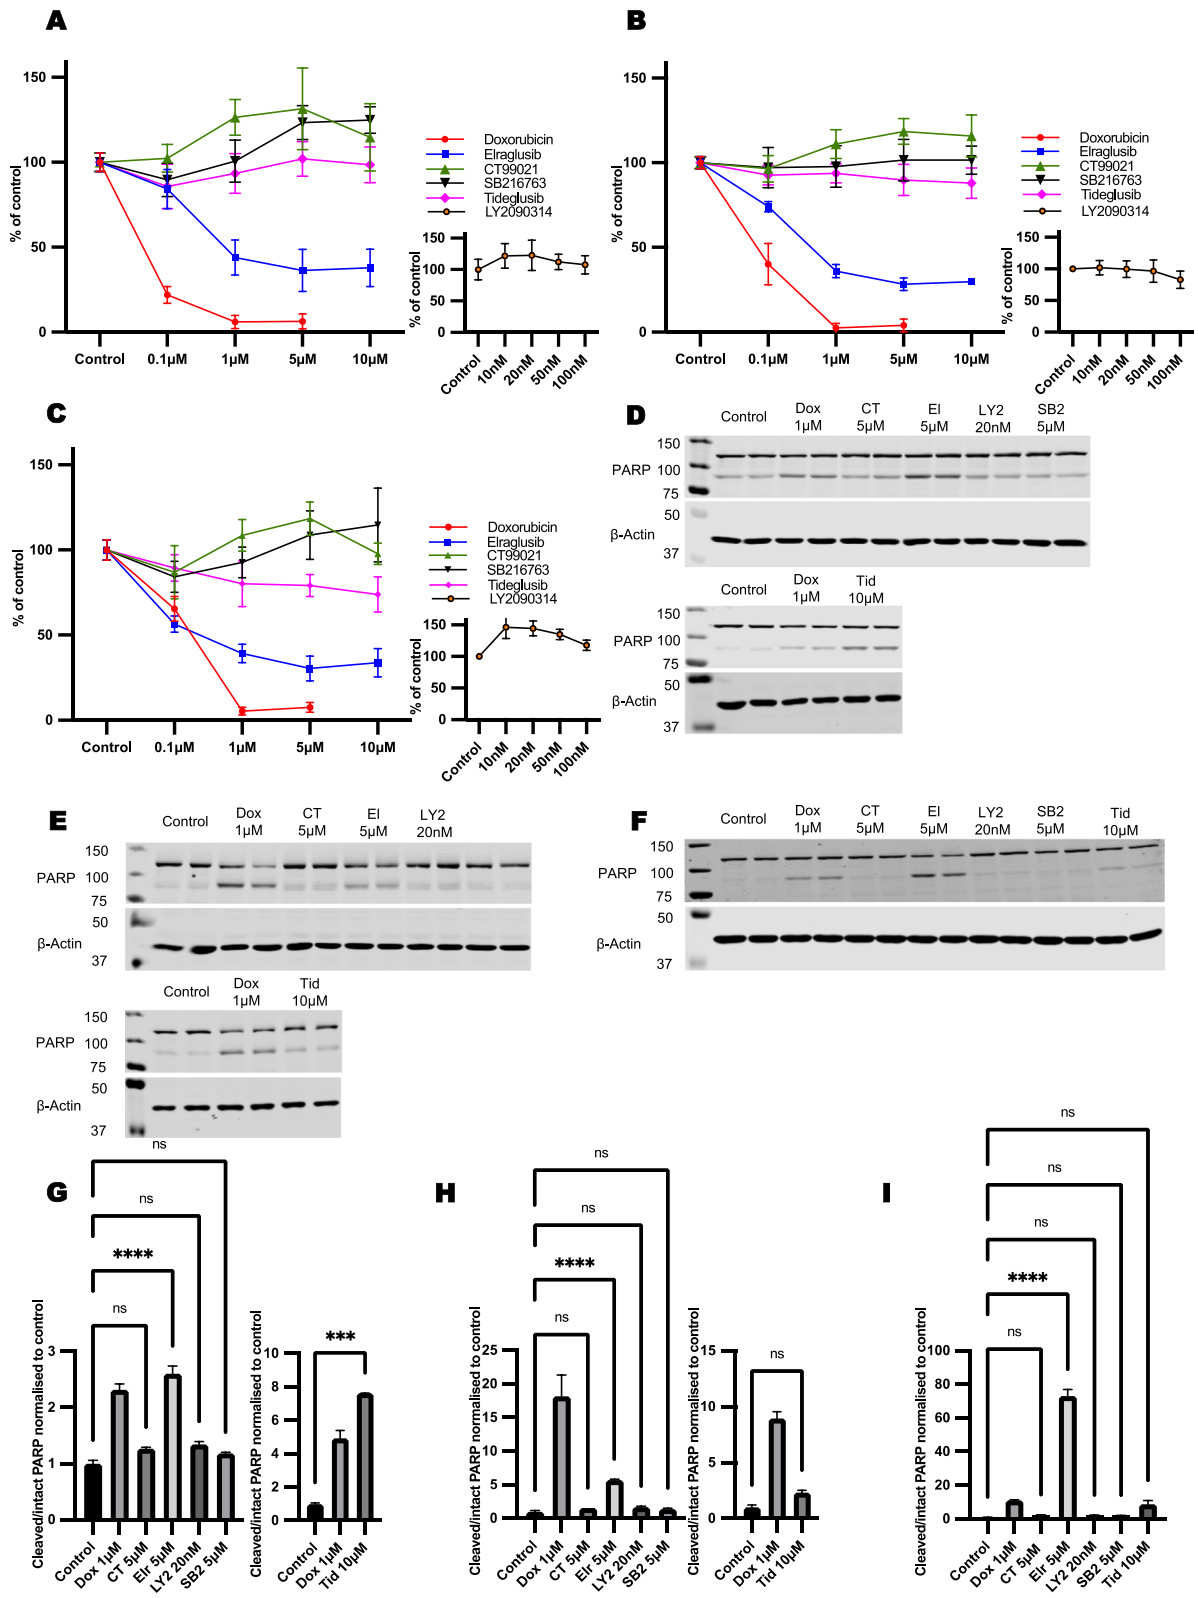 A
150
100
50
0
% of control
Control
0.1µM
1µM
5µM
10µM
Doxorubicin
Elraglusib
CT99021
SB216763
Tideglusib
LY2090314
150
100
50
0
% of control
Control
10nM
20nM
50nM
100nM
B
150
100
50
0
% of control
Control
0.1µM
1µM
5µM
10µM
Doxorubicin
Elraglusib
CT99021
SB216763
Tideglusib
LY2090314
150
100
50
0
% of control
Control
10nM
20nM
50nM
100nM
C
150
100
50
0
% of control
Control
0.1µM
1µM
5µM
10µM
Doxorubicin
Elraglusib
CT99021
SB216763
Tideglusib
LY2090314
150
100
50
0
% of control
Control
10nM
20nM
50nM
100nM
D
Control Dox CT El LY2 SB2
1µM 5µM 5µM 20nM 5µM
150
PARP 100
75
50
β-Actin
37
Control Dox Tid
1µM 10µM
150
PARP 100
75
50
β-Actin
37
E
Control Dox CT El LY2
1µM 5µM 5µM 20nM
150
PARP 100
75
50
β-Actin
37
Control Dox Tid
1µM 10µM
150
PARP 100
75
50
β-Actin
37
F
Control Dox CT El LY2 SB2 Tid
1µM 5µM 5µM 20nM 5µM 10µM
150
PARP 100
75
50
β-Actin
37
G
ns
ns
****
ns
3
2
1
0
Cleaved/intact PARP normalised to control
Control
Dox 1µM
CT 5µM
Elr 5µM
LY2 20nM
SB2 5µM
***
10
8
6
4
2
0
Cleaved/intact PARP normalised to control
Control
Dox 1µM
Tid 10µM
H
ns
ns
****
ns
25
20
15
10
5
0
Cleaved/intact PARP normalised to control
Control
Dox 1µM
CT 5µM
Elr 5µM
LY2 20nM
SB2 5µM
ns
15
10
5
0
Cleaved/intact PARP normalised to control
Control
Dox 1µM
Tid 10µM
I
ns
ns
ns
****
ns
100
80
60
40
20
0
Cleaved/intact PARP normalised to control
Control
Dox 1µM
CT 5µM
Elr 5µM
LY2 20nM
SB2 5µM
Tid 10µM